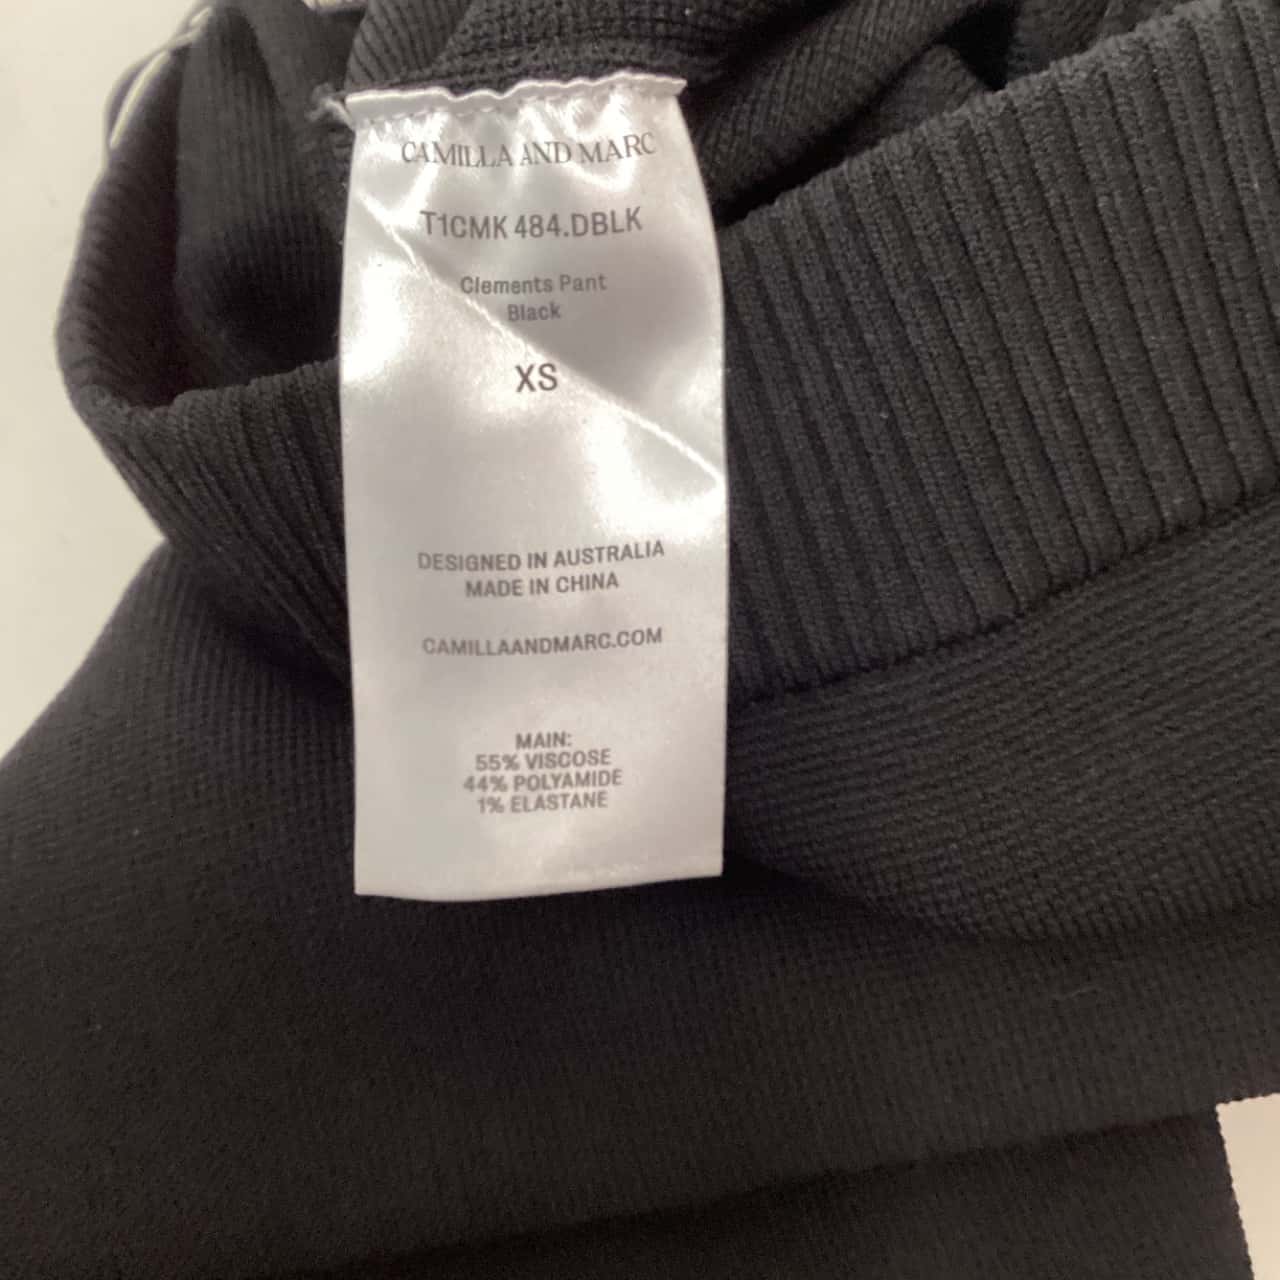 CAMILLA AND MARC
T1CMK 484.DBLK
Clements Pant
Black
XS
DESIGNED IN AUSTRALIA
MADE IN CHINA
CAMILLAANDMARC.COM
MAIN:
55% VISCOSE
44% POLYAMIDE
1% ELASTANE